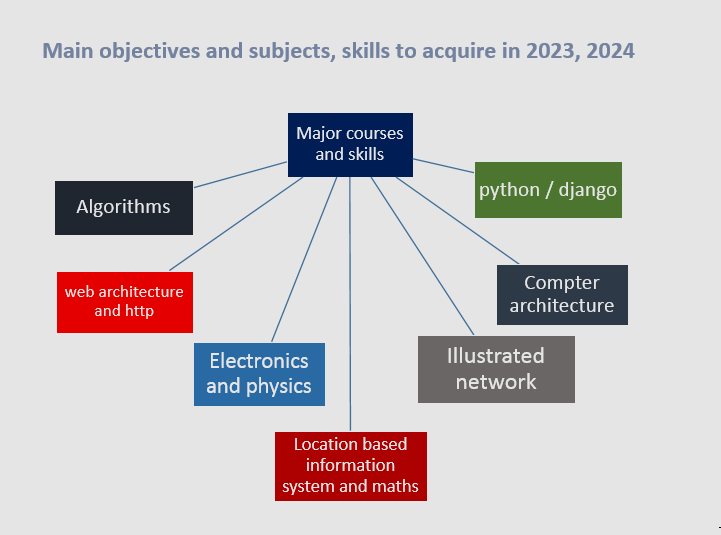 Main objectives and subjects, skills to acquire in 2023, 2024
Major courses
and skills
Algorithms
python / django
web architecture
and http
Compter
architecture
Electronics
and physics
Illustrated
network
Location based
information
system and maths